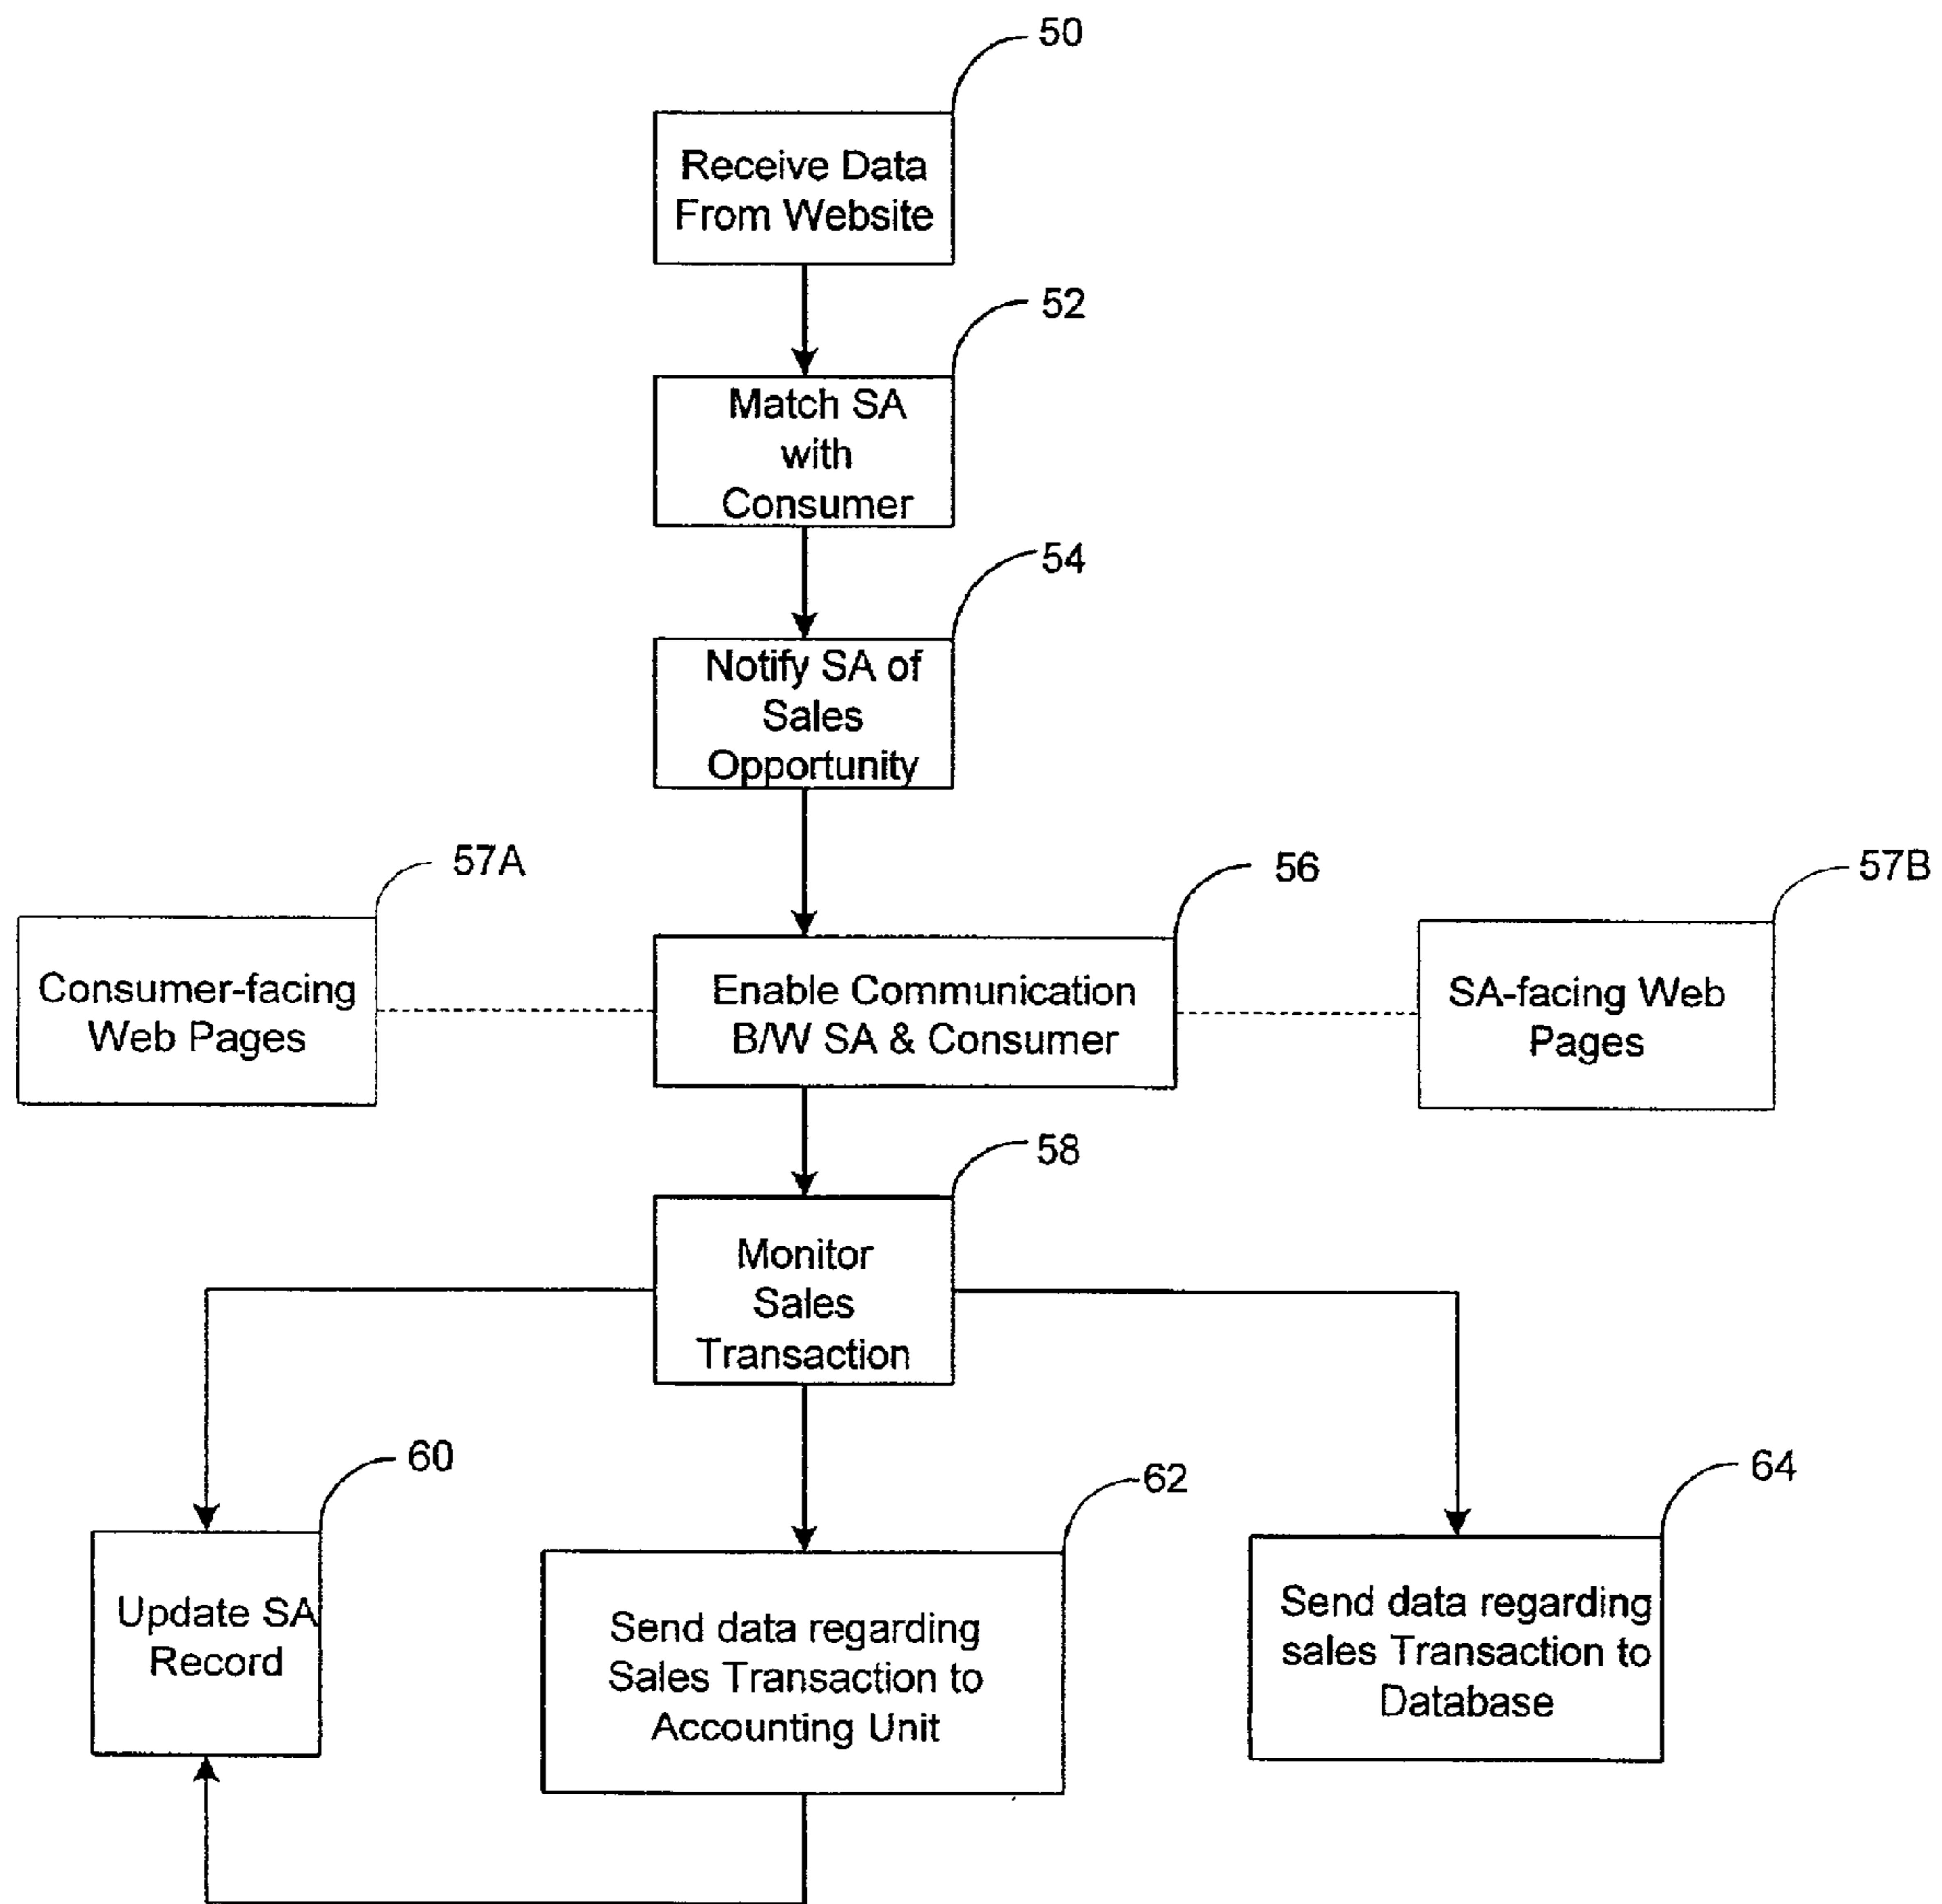 50
Receive Data
From Website
52
Match SA
with
Consumer
54
Notify SA of
Sales
Opportunity
57A
56
57B
Consumer-facing
Web Pages
Enable Communication
B/W SA & Consumer
SA-facing Web
Pages
58
Monitor
Sales
Transaction
60
62
64
Update SA
Record
Send data regarding
Sales Transaction to
Accounting Unit
Send data regarding
sales Transaction to
Database